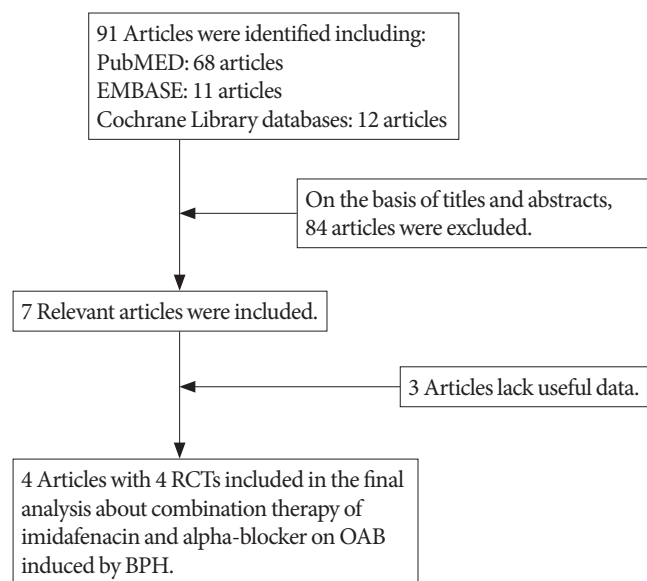 91 Articles were identified including:
PubMED: 68 articles
EMBASE: 11 articles
Cochrane Library databases: 12 articles
On the basis of titles and abstracts,
84 articles were excluded.
7 Relevant articles were included.
3 Articles lack useful data.
4 Articles with 4 RCTs included in the final
analysis about combination therapy of
imidafenacin and alpha-blocker on OAB
induced by BPH.